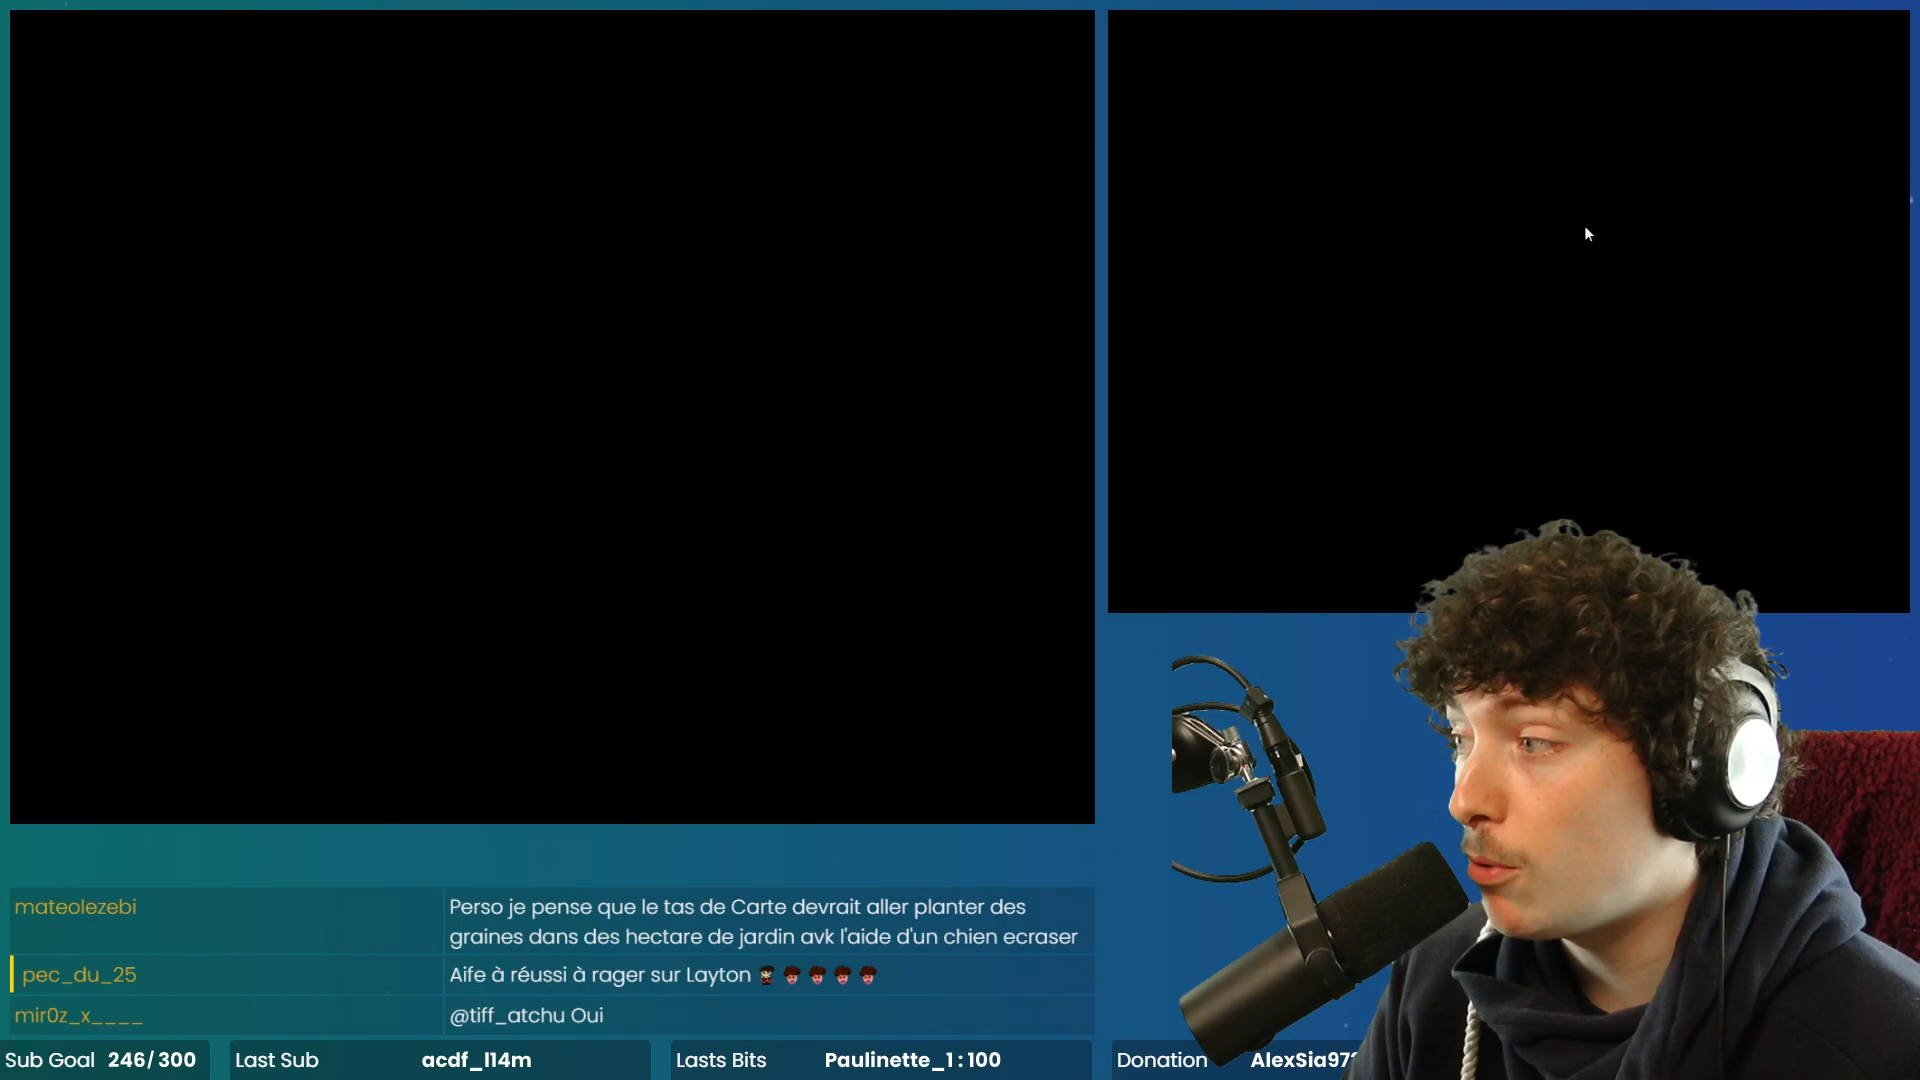 mateolezebi
Perso je pense que le tas de Carte devrait aller planter des
graines dans des hectare de jardin avk l'aide d'un chien ecraser
pec_du_25
Aife à réussi à rager sur Layton
mir0z_x____
@tiff_atchu Oui
Sub Goal 246/300
Last Sub acdf_l14m
Lasts Bits Paulinette_1 : 100
Donation